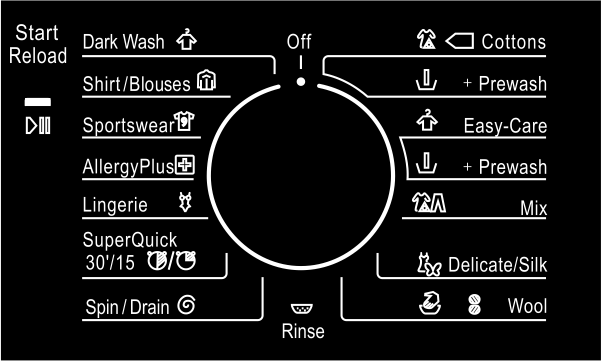 Start
Reload
Dark Wash
Shirt/Blouses
Sportswear
AllergyPlus
Lingerie
SuperQuick
30'/15
Spin/Drain
Off
Rinse
Cottons
+ Prewash
Easy-Care
+ Prewash
Mix
Delicate/Silk
Wool